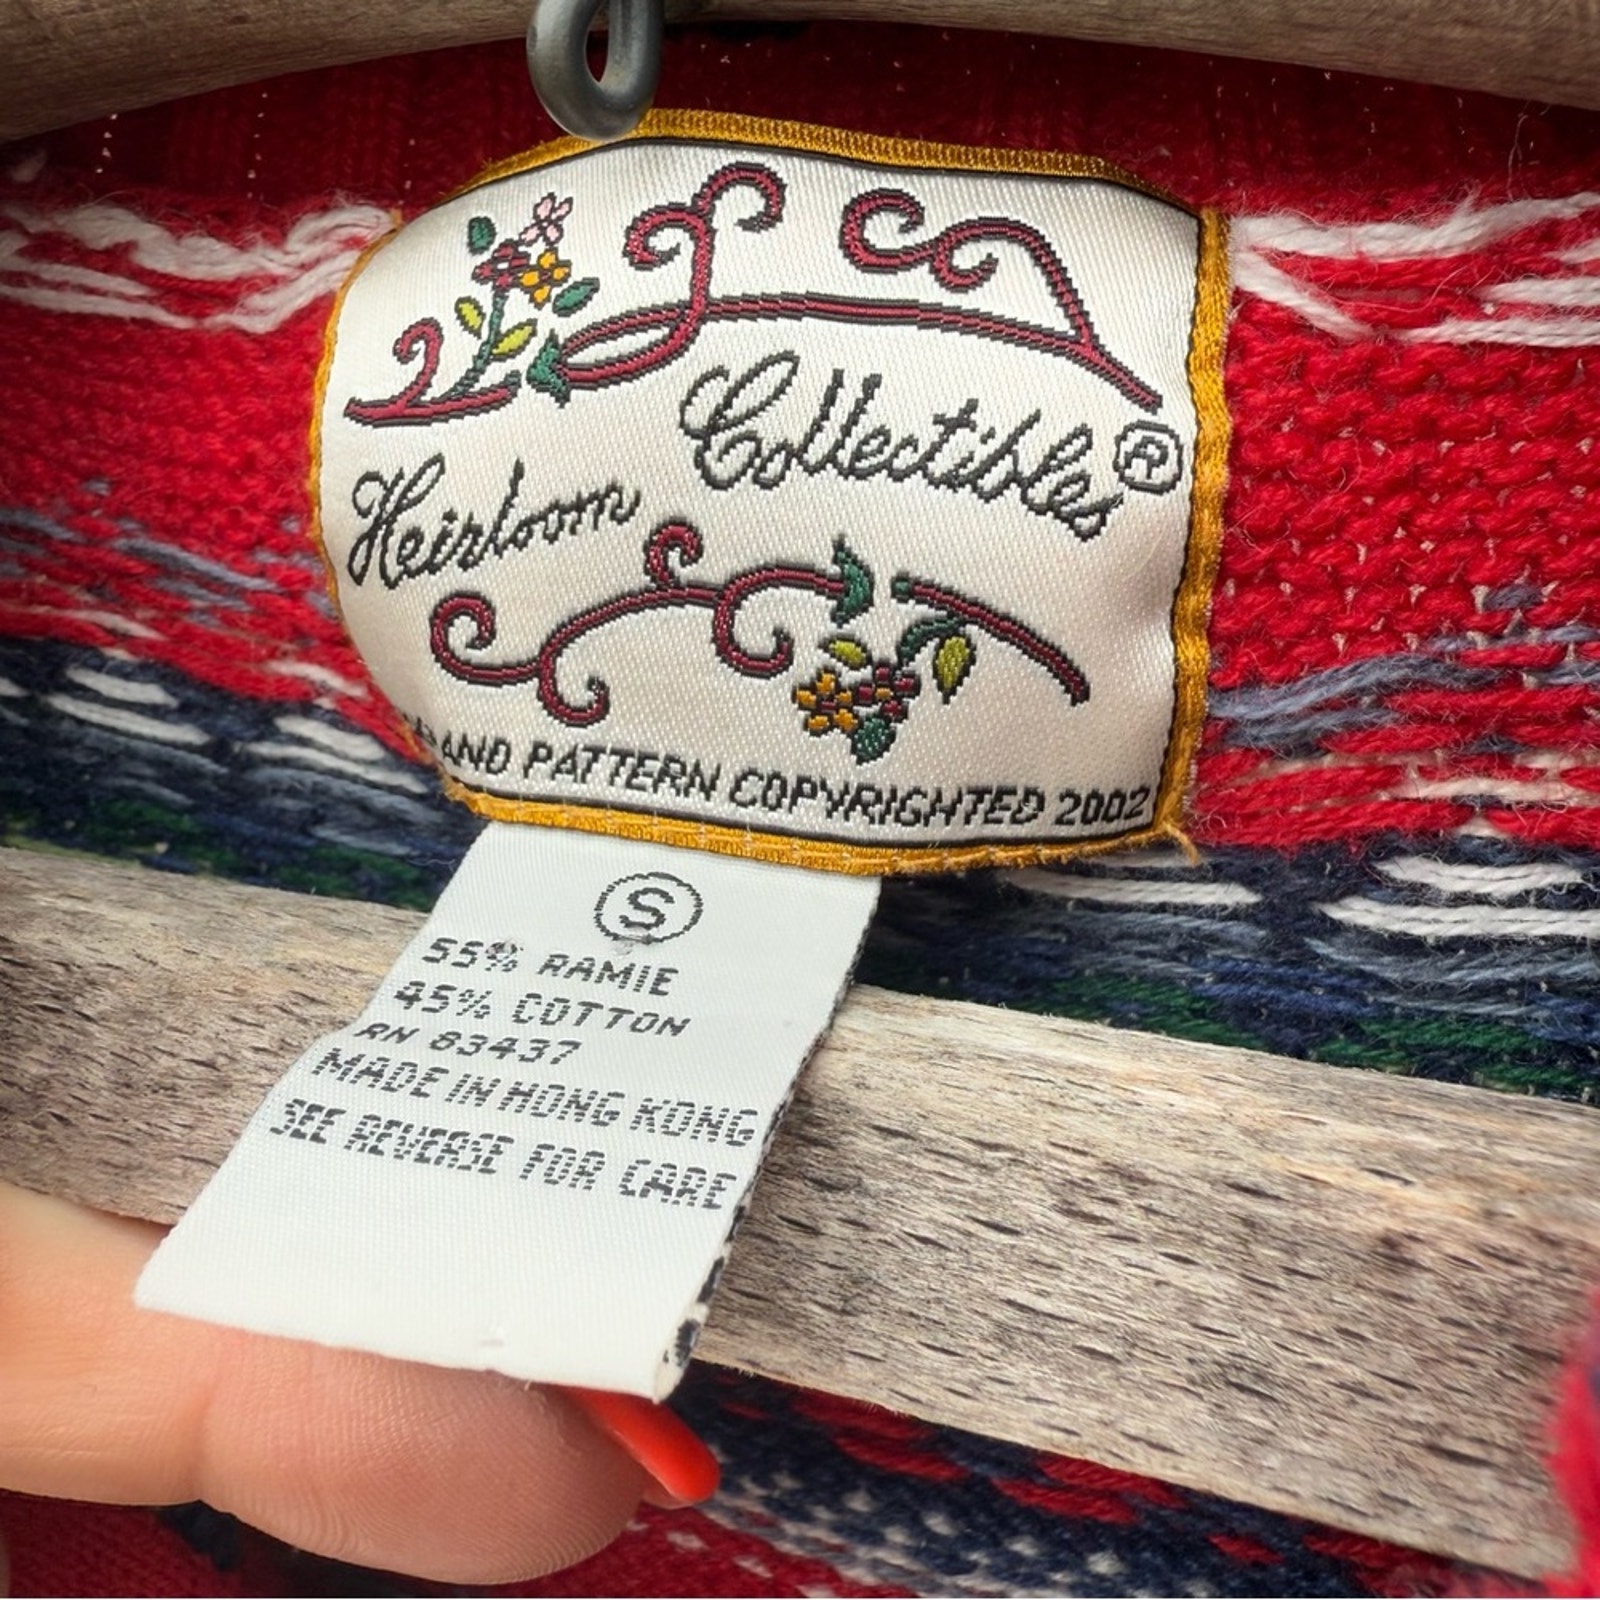 Heirloom Collectibles®
AND PATTERN COPYRIGHTED 2002
S
55% RAMIE
45% COTTON
RN 83437
MADE IN HONG KONG
SEE REVERSE FOR CARE